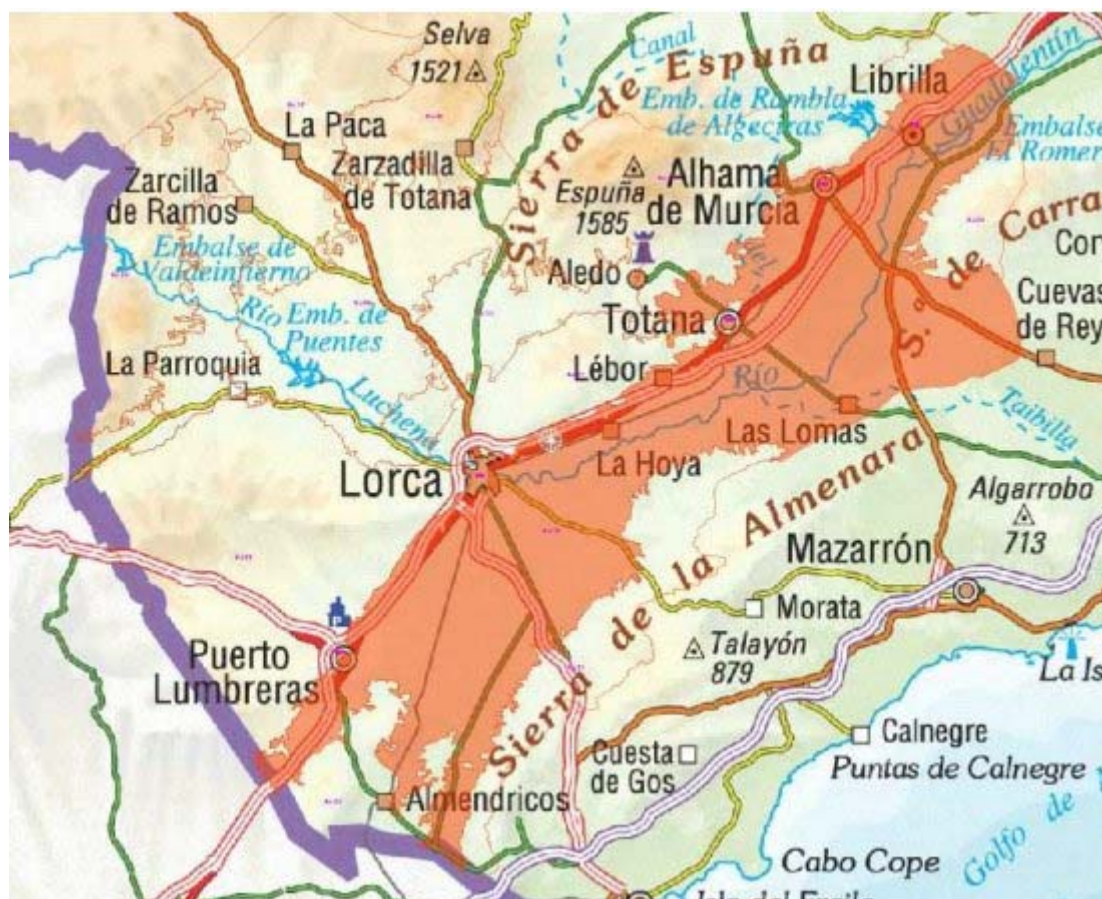 Selva
1521
Canal
Sierra de Espuña
Librilla
Guadalentín
La Paca
Emb. de Rambla
de Algeciras
Embalse
El Romer
Zarzadilla
de Totana
Zarcilla
de Ramos
Espuña
1585
Alhama
de Murcia
S.ª de Carra
Con
Embalse de
Valdeinfierno
Aledo
Cuevas
de Rey
Río
Luchena
Emb. de
Puentes
Totana
La Parroquia
Lébor
Río
Taibilla
Las Lomas
La Hoya
Lorca
Algarrobo
713
Sierra de la Almenara
Mazarrón
Morata
Puerto
Lumbreras
P
Talayón
879
La Is
Cuesta
de Gos
Calnegre
Puntas de Calnegre
Almendricos
Golfo de
Cabo Cope